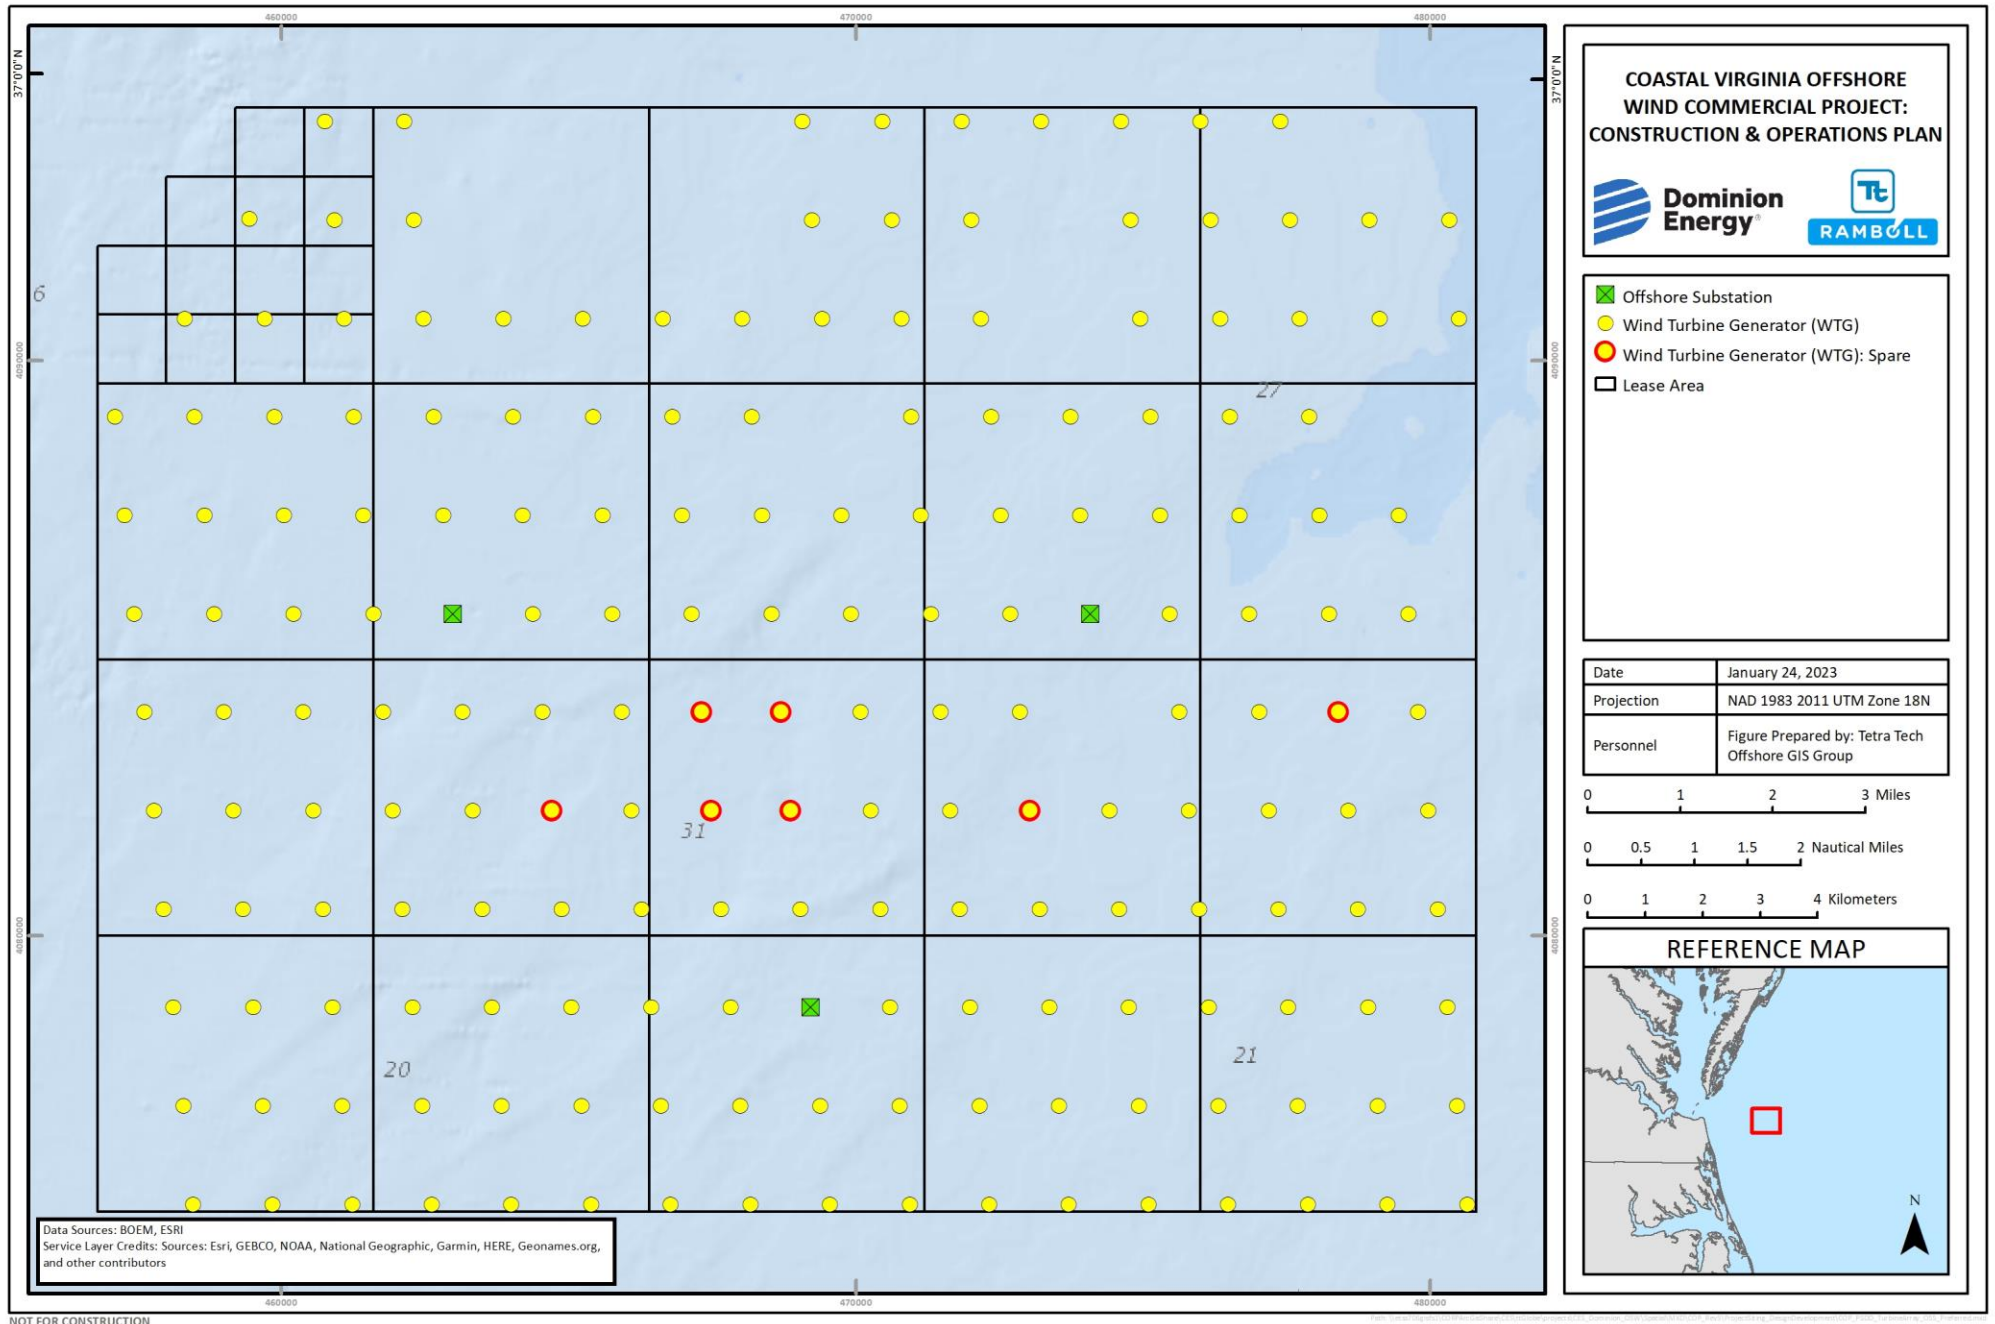 460000
470000
480000
37°0'0"N
37°0'0"N
6
4090000
4090000
27
31
4080000
4080000
20
21
Data Sources: BOEM, ESRI
Service Layer Credits: Sources: Esri, GEBCO, NOAA, National Geographic, Garmin, HERE, Geonames.org,
and other contributors
460000
470000
480000
NOT FOR CONSTRUCTION
COASTAL VIRGINIA OFFSHORE
WIND COMMERCIAL PROJECT:
CONSTRUCTION & OPERATIONS PLAN
Dominion
Energy®
Tt
RAMBOLL
Offshore Substation
Wind Turbine Generator (WTG)
Wind Turbine Generator (WTG): Spare
Lease Area
Date January 24, 2023
Projection NAD 1983 2011 UTM Zone 18N
Personnel Figure Prepared by: Tetra Tech
Offshore GIS Group
0 1 2 3 Miles
0 0.5 1 1.5 2 Nautical Miles
0 1 2 3 4 Kilometers
REFERENCE MAP
N